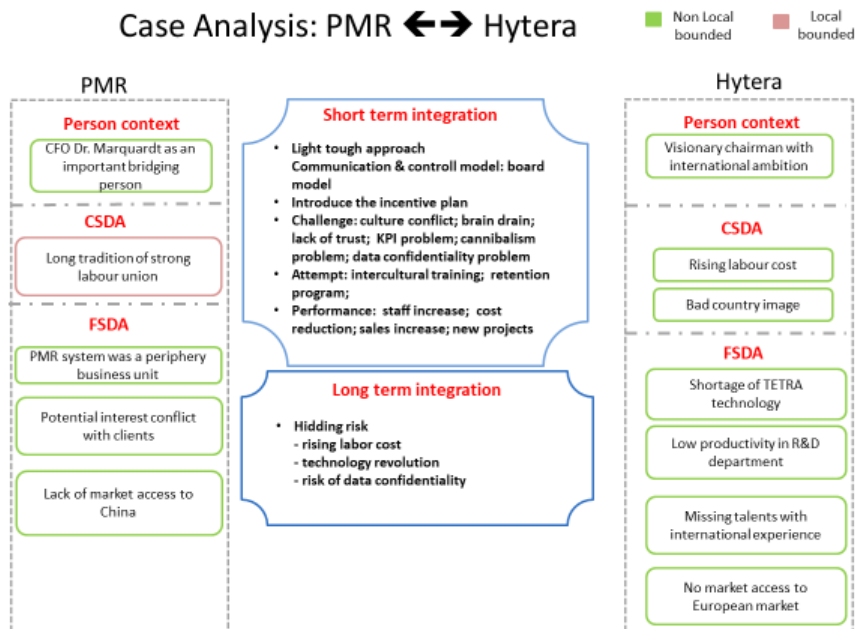 Case Analysis: PMR ←→ Hytera
Non Local
bounded
Local
bounded
PMR
Person context
CFO Dr. Marquardt as an
important bridging
person
CSDA
Long tradition of strong
labour union
FSDA
PMR system was a periphery
business unit
Potential interest conflict
with clients
Lack of market access to
China
Short term integration
• Light tough approach
Communication & controll model: board
model
• Introduce the incentive plan
• Challenge: culture conflict; brain drain;
lack of trust; KPI problem; cannibalism
problem; data confidentiality problem
• Attempt: intercultural training; retention
program;
• Performance: staff increase; cost
reduction; sales increase; new projects
Long term integration
• Hidding risk
- rising labor cost
- technology revolution
- risk of data confidentiality
Hytera
Person context
Visionary chairman with
international ambition
CSDA
Rising labour cost
Bad country image
FSDA
Shortage of TETRA
technology
Low productivity in R&D
department
Missing talents with
international experience
No market access to
European market